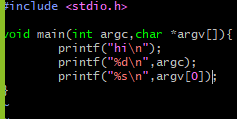 #include <stdio.h>
void main(int argc,char *argv[]){
printf("hi\n");
printf("%d\n",argc);
printf("%s\n",argv[0]);
}
~